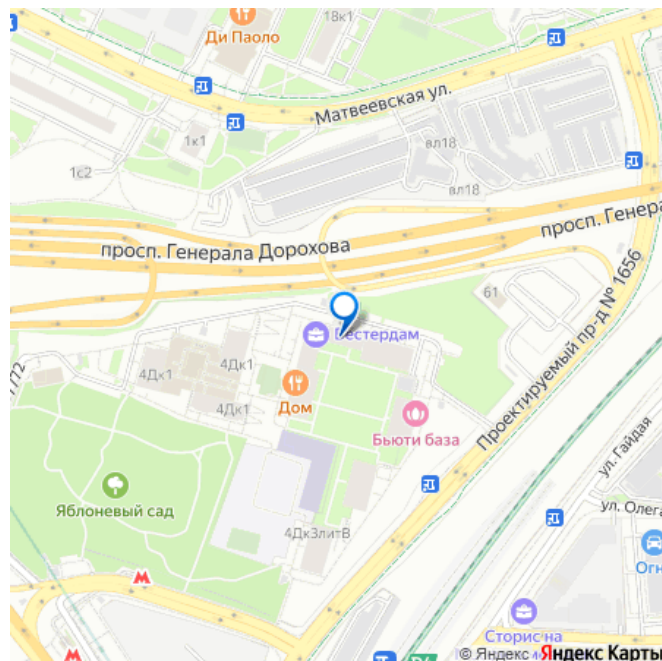 18к1
Ди Паоло
Матвеевская ул.
1к1
1с2
вл18
вл18
просп. Генерала Дорохова
просп. Генера
Проектируемый пр-д № 1656
61
Вестердам
4Дк1
4Дк1
4Дк1
Дом
Бьюти база
7772
ул. Гайдая
Яблоневый сад
ул. Олега
4Дк3литВ
Огн
Сторис на
© Яндекс Яндекс Карты